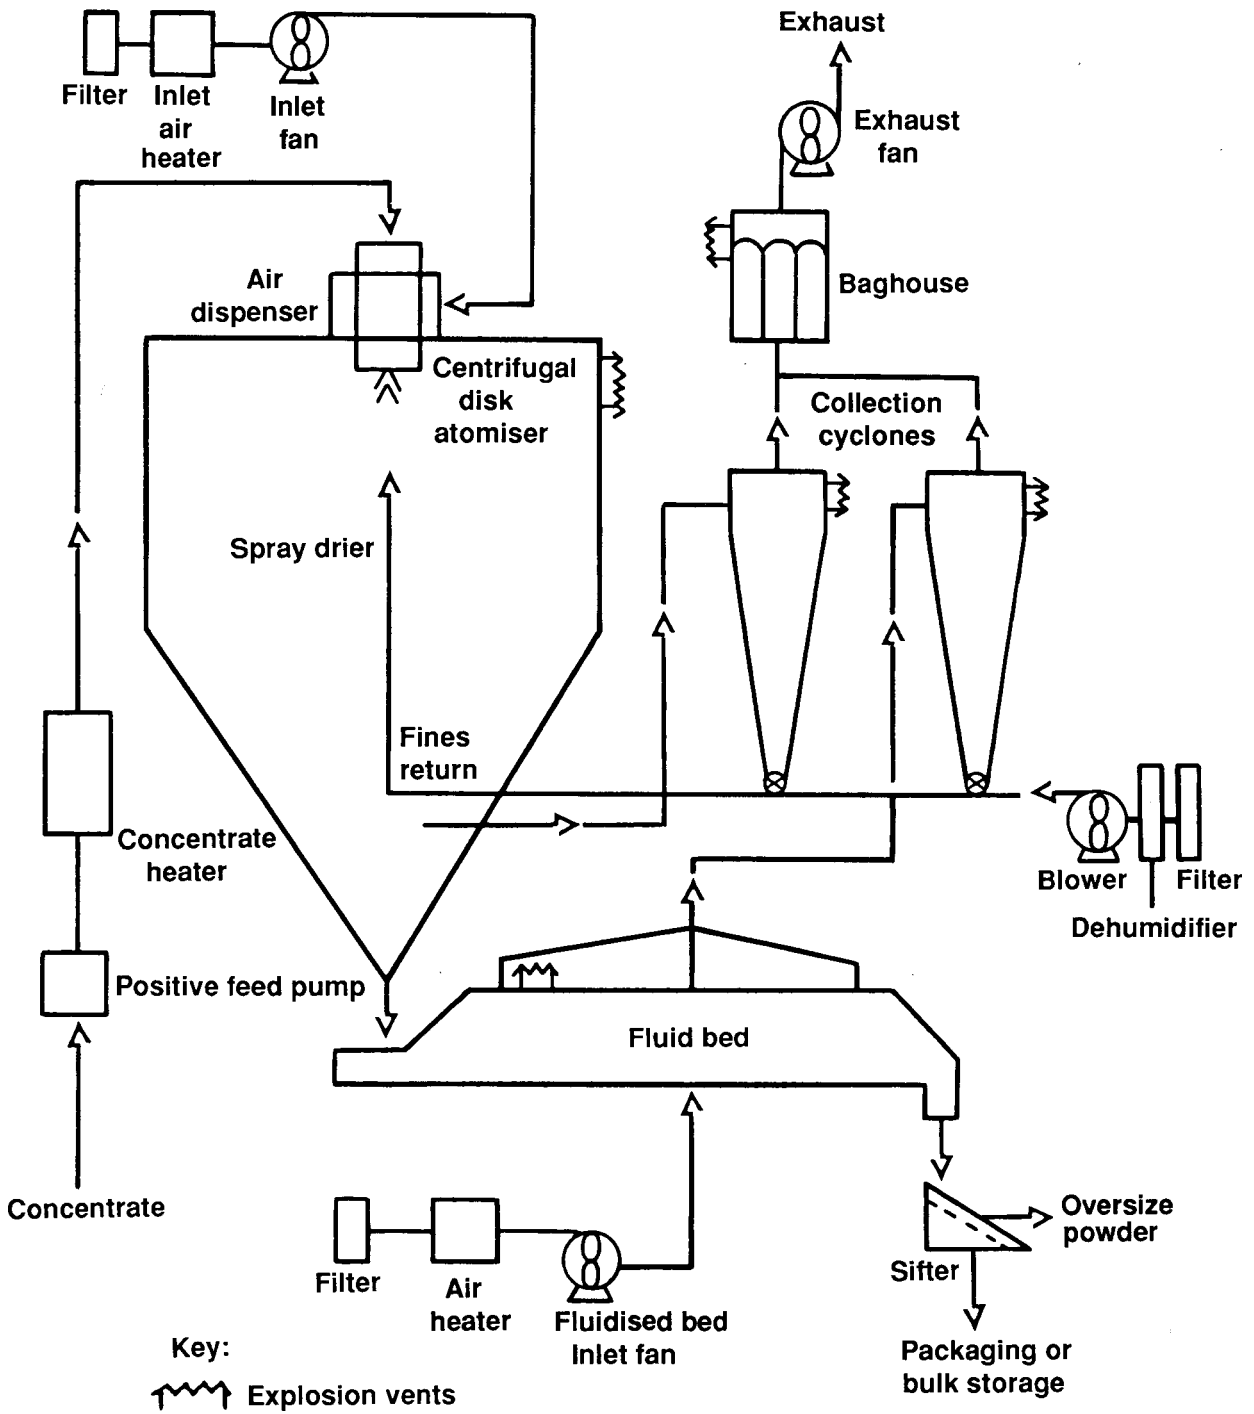 Exhaust
Filter
Inlet
air
heater
Inlet
fan
Exhaust
fan
Air
dispenser
Baghouse
Centrifugal
disk
atomiser
Collection
cyclones
Spray drier
Fines
return
Concentrate
heater
Blower
Filter
Dehumidifier
Positive feed pump
Fluid bed
Concentrate
Filter
Air
heater
Fluidised bed
Inlet fan
Sifter
Oversize
powder
Packaging or
bulk storage
Key:
Explosion vents